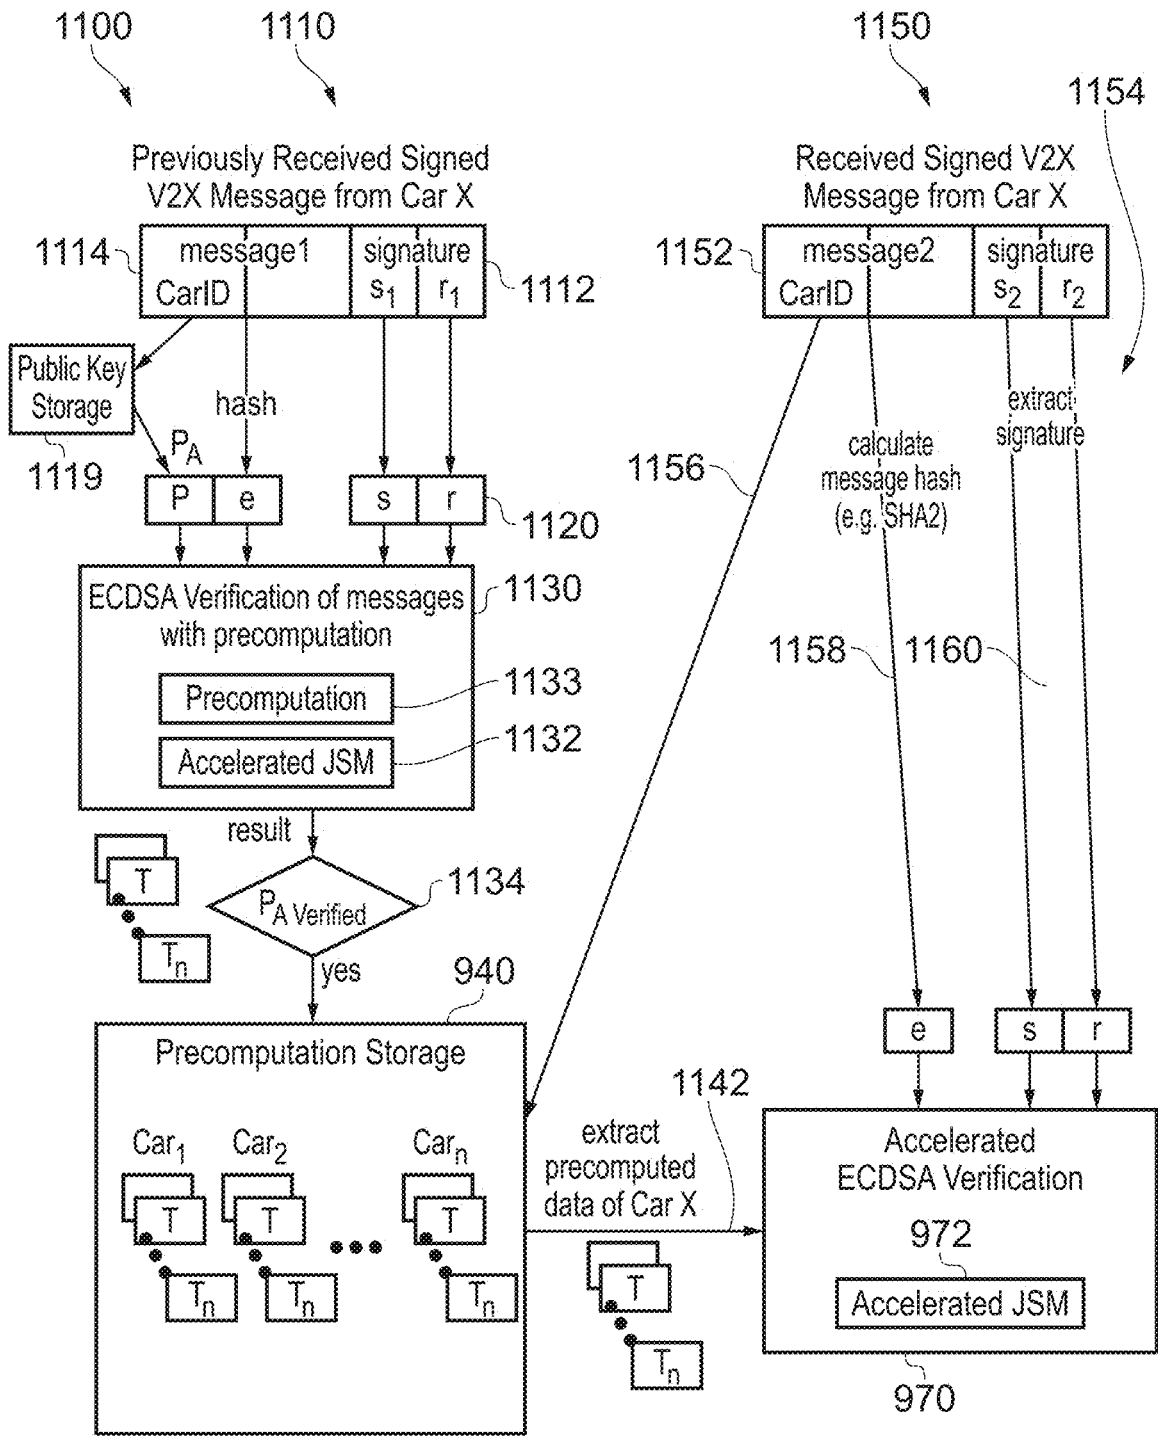 1100
1110
1150
1154
Previously Received Signed
V2X Message from Car X
Received Signed V2X
Message from Car X
1114
message1
signature
CarID
s1
r1
1112
1152
message2
signature
CarID
s2
r2
Public Key
Storage
1119
hash
PA
P
e
s
r
1120
1156
calculate
message hash
(e.g. SHA2)
extract
signature
ECDSA Verification of messages
with precomputation
1130
Precomputation
1133
Accelerated JSM
1132
1158
1160
result
T
Tn
PA Verified
1134
yes
940
Precomputation Storage
Car1
Car2
Carn
T
T
T
Tn
Tn
Tn
e
s
r
1142
extract
precomputed
data of Car X
T
Tn
Accelerated
ECDSA Verification
972
Accelerated JSM
970